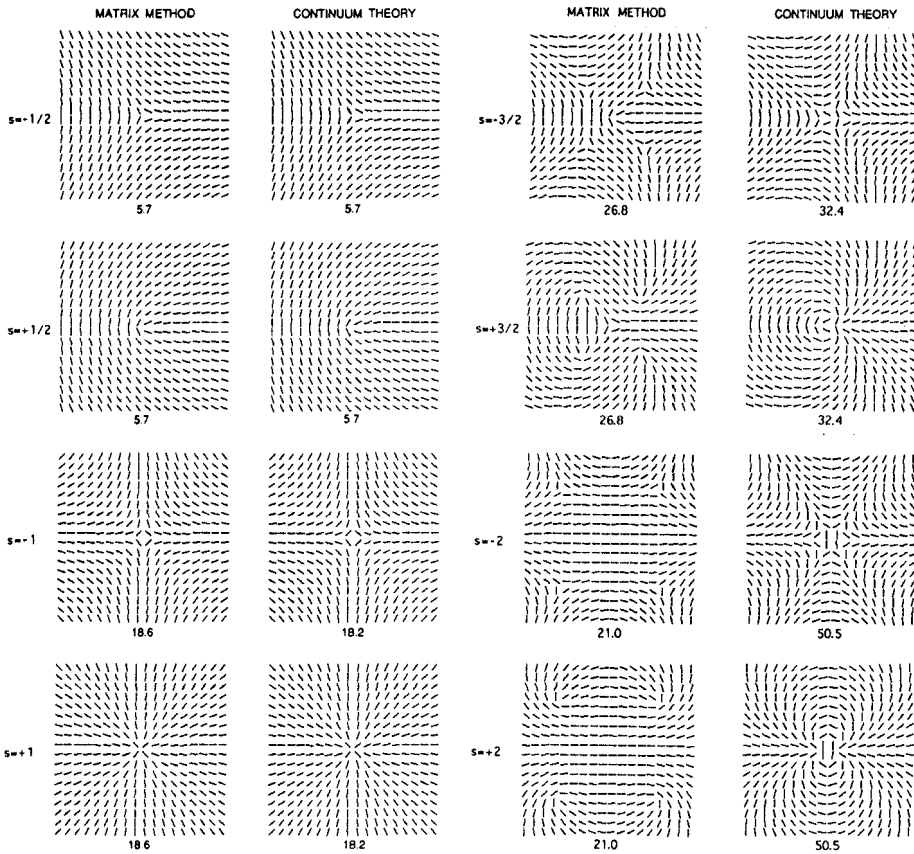 MATRIX METHOD CONTINUUM THEORY MATRIX METHOD CONTINUUM THEORY
s=-1/2 s=-3/2
5.7 5.7 26.8 32.4
s=+1/2 s=+3/2
5.7 5.7 26.8 32.4
s=-1 s=-2
18.6 18.2 21.0 50.5
s=+1 s=+2
18.6 18.2 21.0 50.5